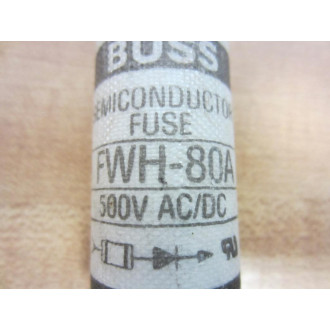 BUSS
SEMICONDUCTOR
FUSE
FWH-80A
500V AC/DC